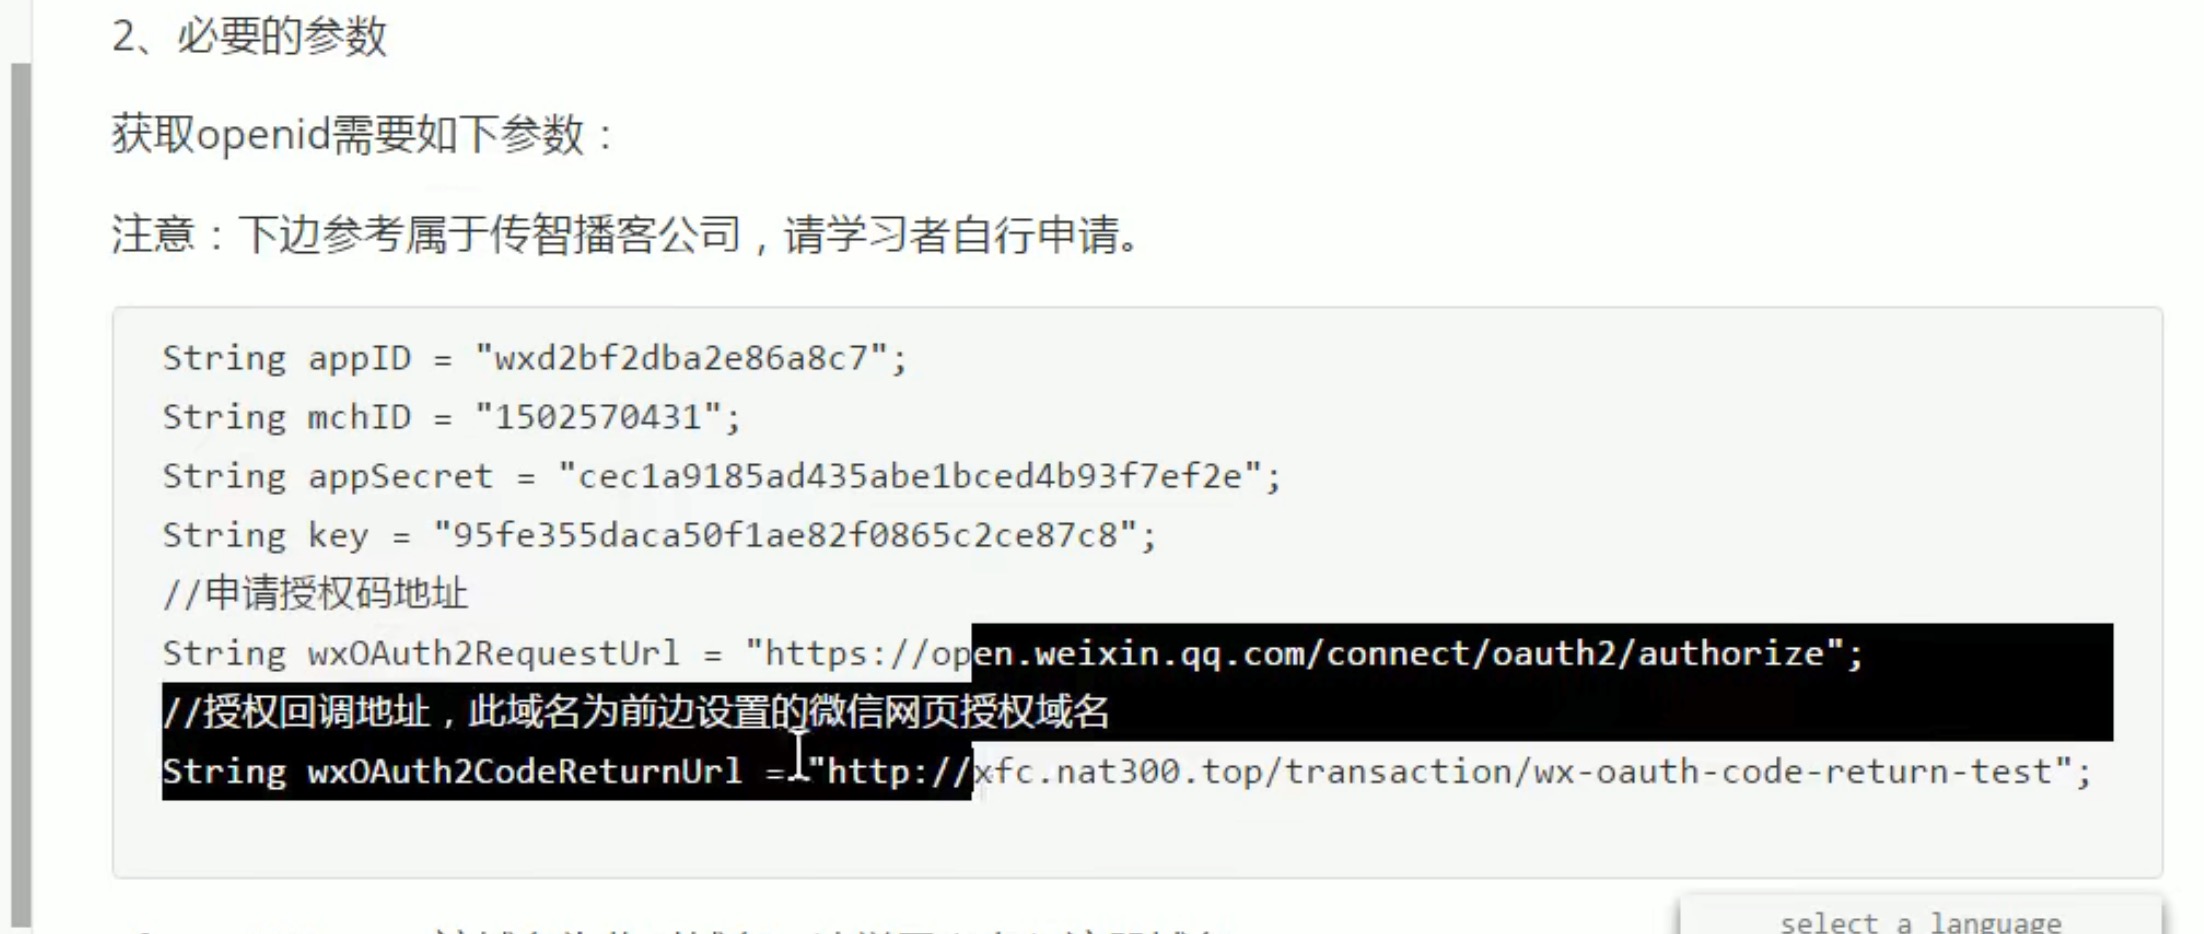 2、必要的参数
获取openid需要如下参数：
注意：下边参考属于传智播客公司，请学习者自行申请。
String appID = "wxd2bf2dba2e86a8c7";
String mchID = "1502570431";
String appSecret = "cec1a9185ad435abe1bced4b93f7ef2e";
String key = "95fe355daca50f1ae82f0865c2ce87c8";
//申请授权码地址
String wxOAuth2RequestUrl = "https://open.weixin.qq.com/connect/oauth2/authorize";
//授权回调地址，此域名为前边设置的微信网页授权域名
String wxOAuth2CodeReturnUrl = "http://xfc.nat300.top/transaction/wx-oauth-code-return-test";
select a language